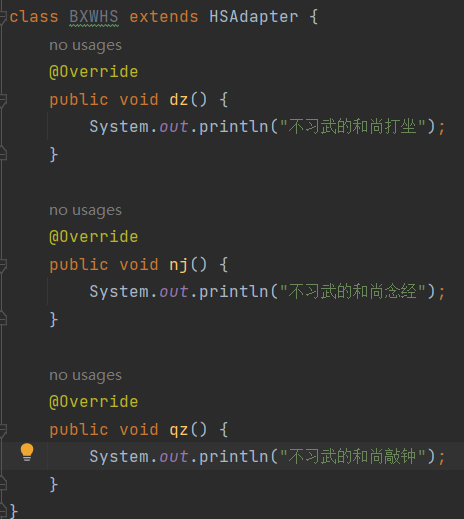 class BXWHS extends HSAdapter {
no usages
@Override
public void dz() {
System.out.println("不习武的和尚打坐");
}
no usages
@Override
public void nj() {
System.out.println("不习武的和尚念经");
}
no usages
@Override
public void qz() {
System.out.println("不习武的和尚敲钟");
}
}